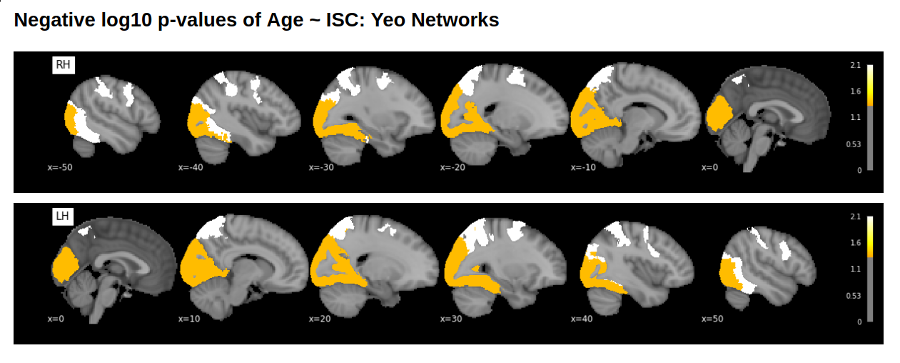 Negative log10 p-values of Age ~ ISC: Yeo Networks
RH
2.1
1.6
1.1
0.53
0
x=-50
x=-40
x=-30
x=-20
x=-10
x=0
LH
2.1
1.6
1.1
0.53
0
x=0
x=10
x=20
x=30
x=40
x=50